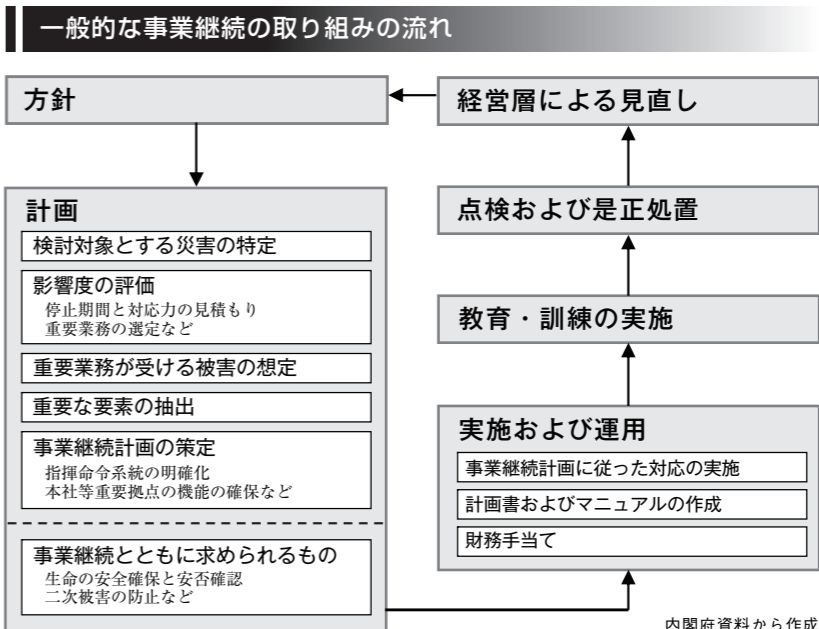 一般的な事業継続の取り組みの流れ
方針
計画
検討対象とする災害の特定
影響度の評価
停止期間と対応力の見積もり
重要業務の選定など
重要業務が受ける被害の想定
重要な要素の抽出
事業継続計画の策定
指揮命令系統の明確化
本社等重要拠点の機能の確保など
事業継続とともに求められるもの
生命の安全確保と安否確認
二次被害の防止など
経営層による見直し
点検および是正処置
教育・訓練の実施
実施および運用
事業継続計画に従った対応の実施
計画書およびマニュアルの作成
財務手当て
内閣府資料から作成